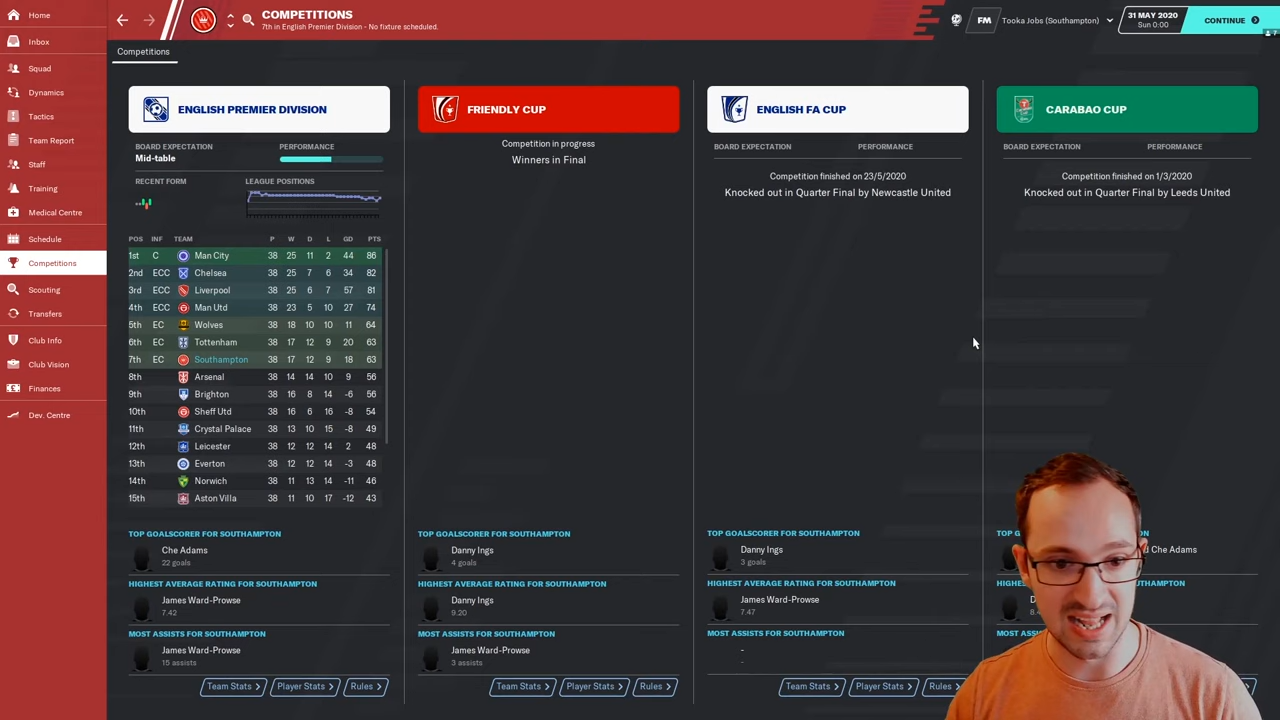 Home
COMPETITIONS
7th in English Premier Division - No fixture scheduled.
FM
Tooka Jobs (Southampton)
31 MAY 2020
Sun 0:00
CONTINUE
7
Inbox
Squad
Dynamics
Tactics
Team Report
Staff
Training
Medical Centre
Schedule
Competitions
Scouting
Transfers
Club Info
Club Vision
Finances
Dev. Centre
Competitions
ENGLISH PREMIER DIVISION
BOARD EXPECTATION PERFORMANCE
Mid-table
RECENT FORM LEAGUE POSITIONS
POS INF TEAM P W D L GD PTS
1st C Man City 38 25 11 2 44 86
2nd ECC Chelsea 38 25 7 6 34 82
3rd ECC Liverpool 38 25 6 7 57 81
4th ECC Man Utd 38 23 5 10 27 74
5th EC Wolves 38 18 10 10 11 64
6th EC Tottenham 38 17 12 9 20 63
7th EC Southampton 38 17 12 9 18 63
8th Arsenal 38 14 14 10 9 56
9th Brighton 38 16 8 14 -6 56
10th Sheff Utd 38 16 6 16 -8 54
11th Crystal Palace 38 13 10 15 -8 49
12th Leicester 38 12 12 14 2 48
13th Everton 38 12 12 14 -3 48
14th Norwich 38 11 13 14 -11 46
15th Aston Villa 38 11 10 17 -12 43
TOP GOALSCORER FOR SOUTHAMPTON
Che Adams
22 goals
HIGHEST AVERAGE RATING FOR SOUTHAMPTON
James Ward-Prowse
7.42
MOST ASSISTS FOR SOUTHAMPTON
James Ward-Prowse
15 assists
Team Stats > Player Stats > Rules >
FRIENDLY CUP
Competition in progress
Winners in Final
TOP GOALSCORER FOR SOUTHAMPTON
Danny Ings
4 goals
HIGHEST AVERAGE RATING FOR SOUTHAMPTON
Danny Ings
9.20
MOST ASSISTS FOR SOUTHAMPTON
James Ward-Prowse
3 assists
Team Stats > Player Stats > Rules >
ENGLISH FA CUP
BOARD EXPECTATION PERFORMANCE
Competition finished on 23/5/2020
Knocked out in Quarter Final by Newcastle United
TOP GOALSCORER FOR SOUTHAMPTON
Danny Ings
3 goals
HIGHEST AVERAGE RATING FOR SOUTHAMPTON
James Ward-Prowse
7.47
MOST ASSISTS FOR SOUTHAMPTON
-
-
Team Stats > Player Stats > Rules
CARABAO CUP
BOARD EXPECTATION PERFORMANCE
Competition finished on 1/3/2020
Knocked out in Quarter Final by Leeds United
Che Adams